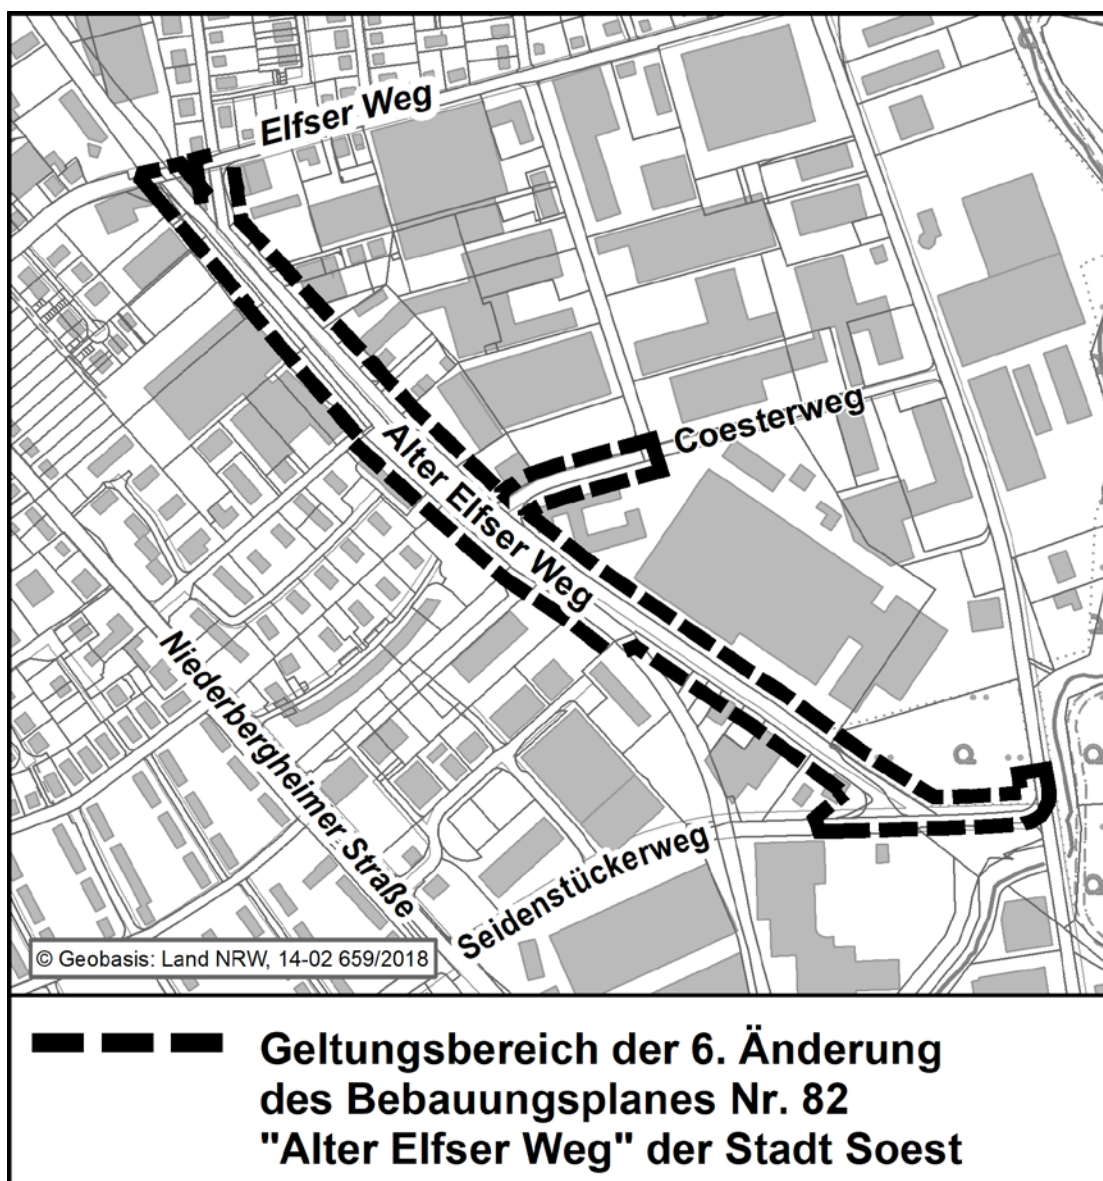 Elfser Weg
Coesterweg
Alter Elfser Weg
Niederbergheimer Straße
Seidenstückerweg
© Geobasis: Land NRW, 14-02 659/2018
Geltungsbereich der 6. Änderung
des Bebauungsplanes Nr. 82
"Alter Elfser Weg" der Stadt Soest